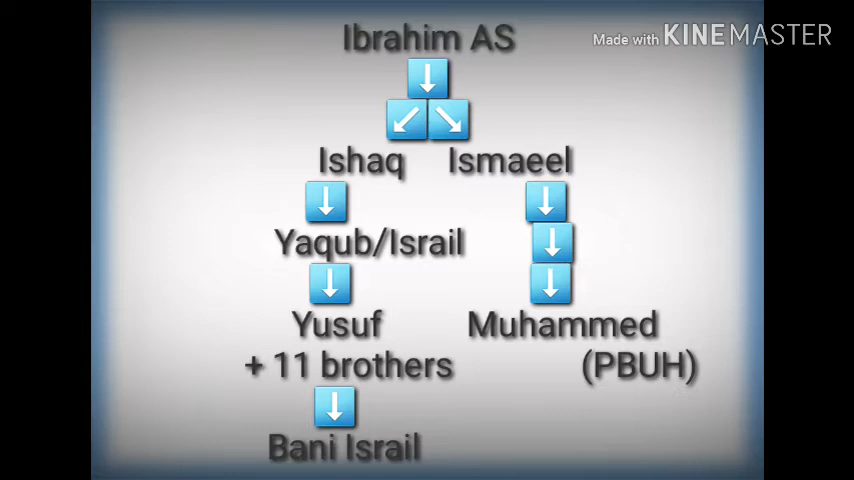 Ibrahim AS
Made with KINEMASTER
Ishaq Ismaeel
Yaqub/Israil
Yusuf Muhammed
+ 11 brothers (PBUH)
Bani Israil